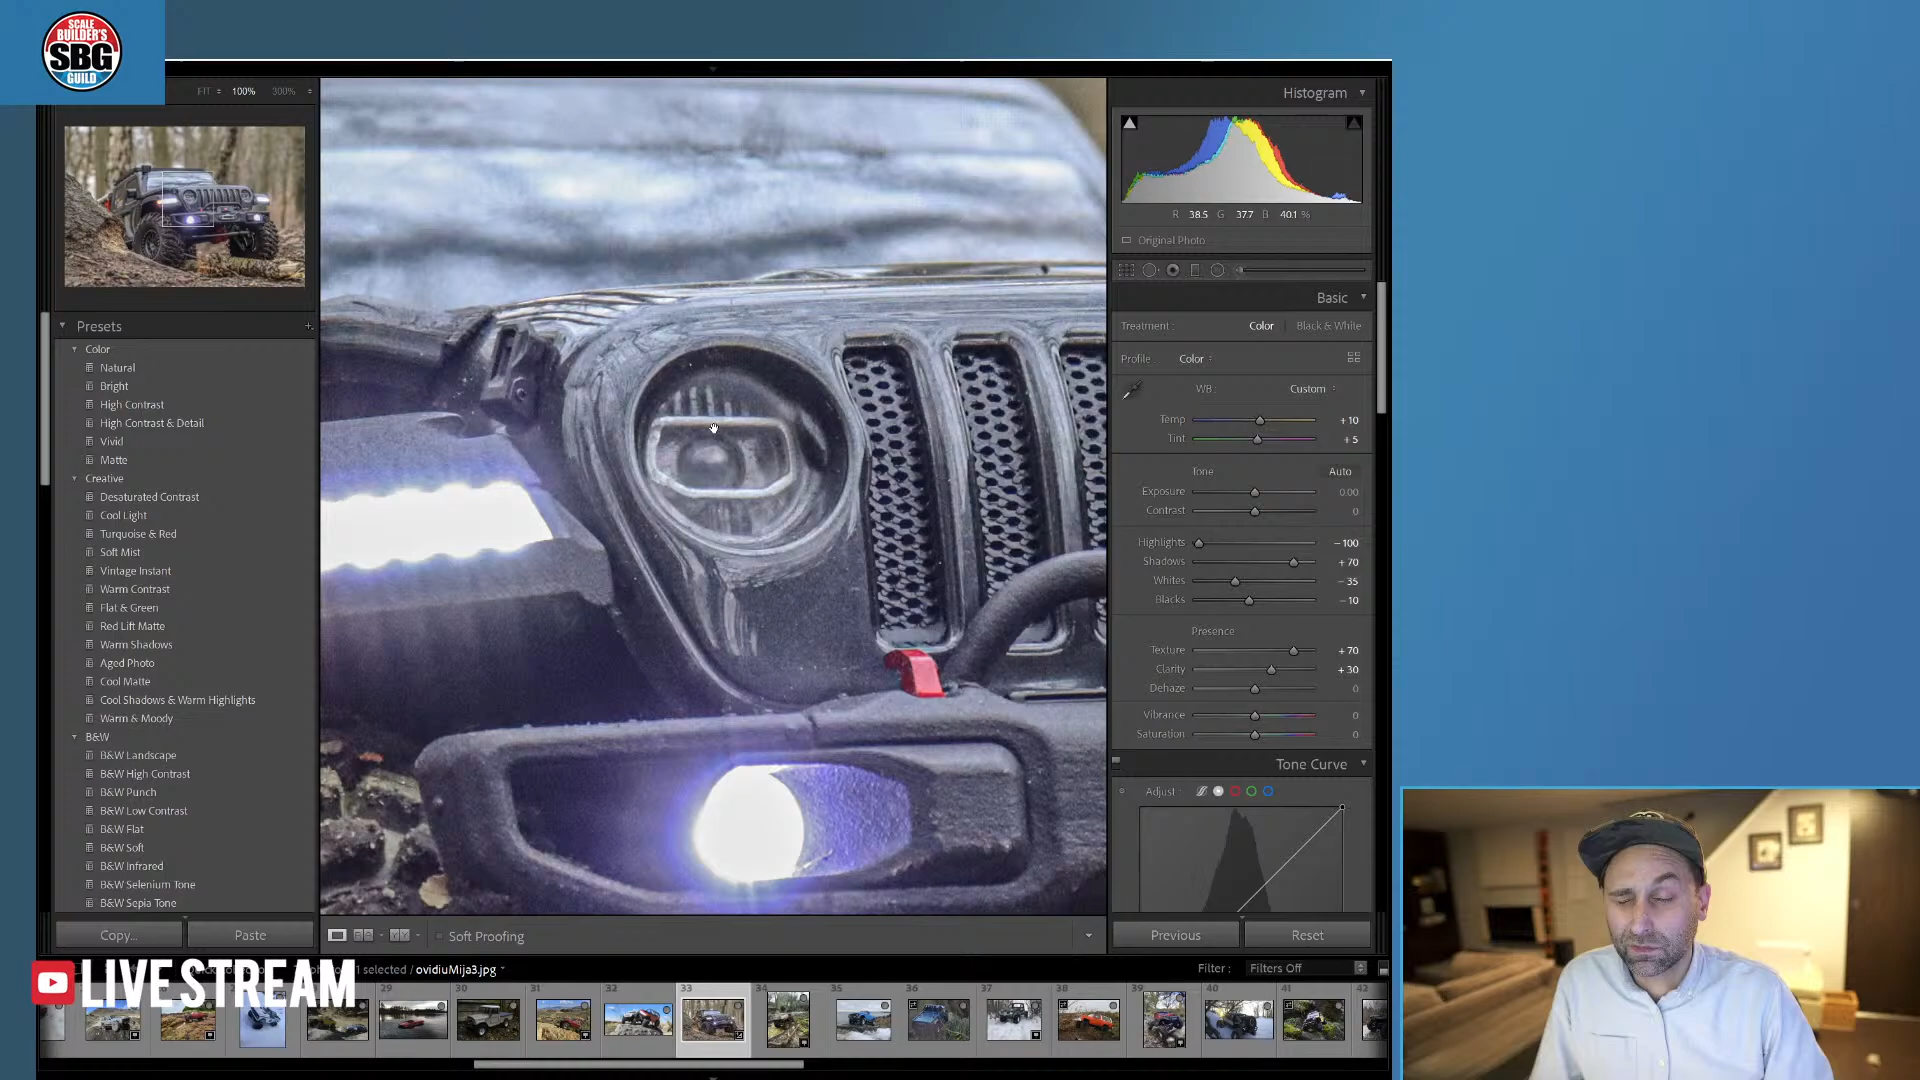 SCALE
BUILDER'S
SBG
GUILD
FIT 100% 300%
Presets
Color
Natural
Bright
High Contrast
High Contrast & Detail
Vivid
Matte
Creative
Desaturated Contrast
Cool Light
Turquoise & Red
Soft Mist
Vintage Instant
Warm Contrast
Flat & Green
Red Lift Matte
Warm Shadows
Aged Photo
Cool Matte
Cool Shadows & Warm Highlights
Warm & Moody
B&W
B&W Landscape
B&W High Contrast
B&W Punch
B&W Low Contrast
B&W Flat
B&W Soft
B&W Infrared
B&W Selenium Tone
B&W Sepia Tone
Copy... Paste
Soft Proofing
Histogram
R 38.5 G 37.7 B 40.1 %
Original Photo
Basic
Treatment : Color Black & White
Profile Color
WB : Custom
Temp +10
Tint +5
Tone Auto
Exposure 0.00
Contrast 0
Highlights -100
Shadows +70
Whites -35
Blacks -10
Presence
Texture +70
Clarity +30
Dehaze 0
Vibrance 0
Saturation 0
Tone Curve
Adjust
Previous Reset
1 selected / ovidiuMija3.jpg
Filter : Filters Off
LIVE STREAM
29 30 31 32 33 34 35 36 37 38 39 40 41 42